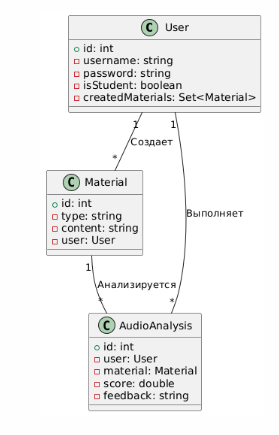 C User
+ id: int
username: string
password: string
isStudent: boolean
createdMaterials: Set<Material>
1 1
Создает
*
C Material
id: int
type: string
content: string
user: User
Выполняет
1
Анализируется
* *
C AudioAnalysis
id: int
user: User
material: Material
score: double
feedback: string